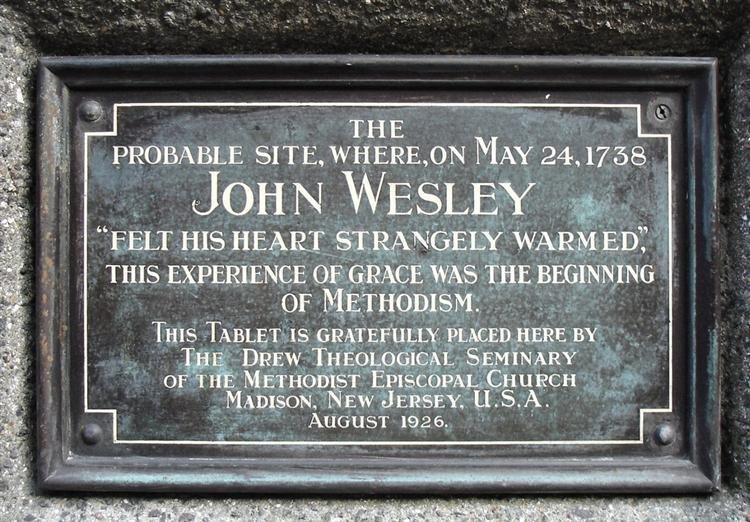 THE
PROBABLE SITE, WHERE, ON MAY 24, 1738
JOHN WESLEY
“FELT HIS HEART STRANGELY WARMED”,
THIS EXPERIENCE OF GRACE WAS THE BEGINNING
OF METHODISM.
THIS TABLET IS GRATEFULLY PLACED HERE BY
THE DREW THEOLOGICAL SEMINARY
OF THE METHODIST EPISCOPAL CHURCH
MADISON, NEW JERSEY, U.S.A.
AUGUST 1926.